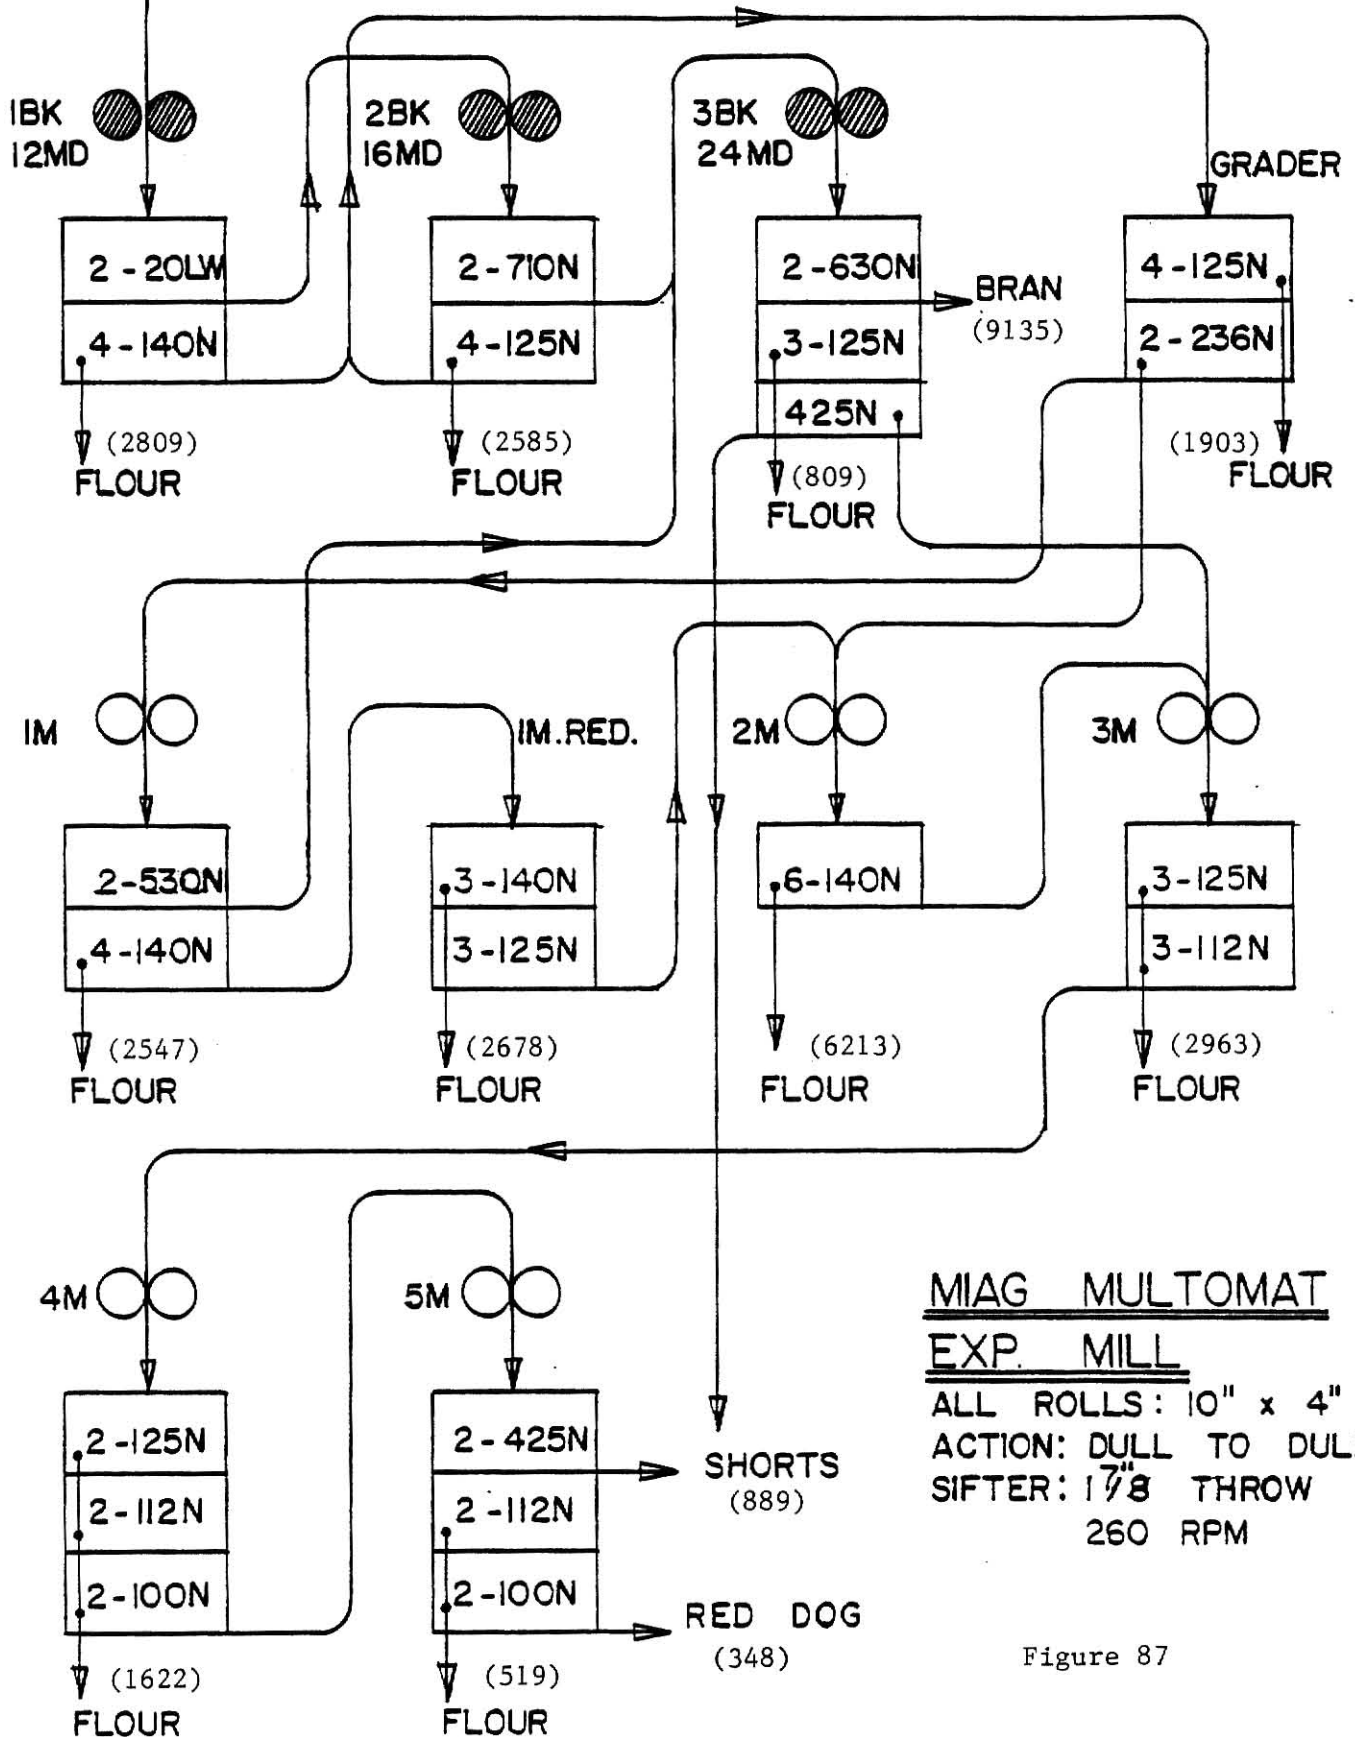 1BK
12MD
2BK
16MD
3BK
24MD
GRADER
2-20LW
4-140N
2-710N
4-125N
2-630N
3-125N
425N
4-125N
2-236N
BRAN
(9135)
(2809)
FLOUR
(2585)
FLOUR
(809)
FLOUR
(1903)
FLOUR
1M
1M.RED.
2M
3M
2-530N
4-140N
3-140N
3-125N
6-140N
3-125N
3-112N
(2547)
FLOUR
(2678)
FLOUR
(6213)
FLOUR
(2963)
FLOUR
4M
5M
2-125N
2-112N
2-100N
2-425N
2-112N
2-100N
SHORTS
(889)
RED DOG
(348)
(1622)
FLOUR
(519)
FLOUR
MIAG MULTOMAT
EXP. MILL
ALL ROLLS: 10" x 4"
ACTION: DULL TO DUL
SIFTER: 1 7/8" THROW
260 RPM
Figure 87